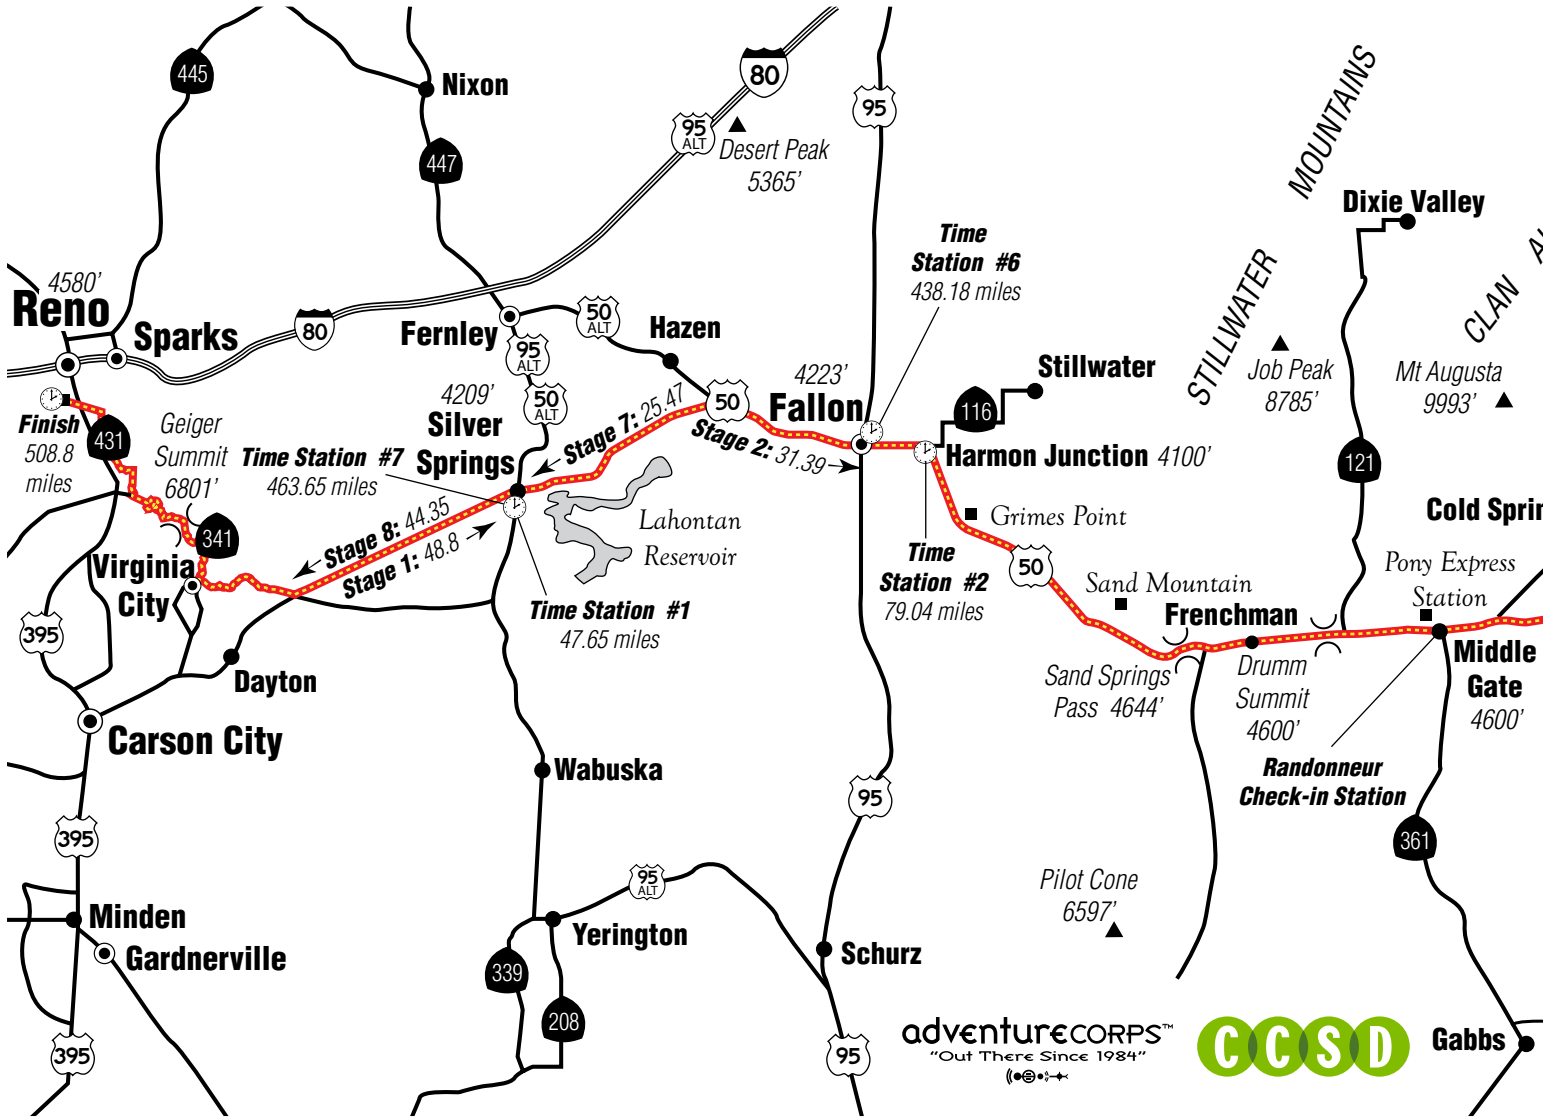 445
Nixon
447
80
95
ALT
Desert Peak
5365’
95
STILLWATER
MOUNTAINS
Dixie Valley
CLAN
4580’
Reno
Sparks
80
Fernley
50
ALT
95
ALT
Hazen
50
ALT
Time
Station #6
438.18 miles
Stillwater
116
Job Peak
8785’
Mt Augusta
9993’
Finish
508.8
miles
431
Geiger
Summit
6801’
341
4209’
Silver
Springs
Time Station #7
463.65 miles
Stage 7: 25.47
50
Stage 2: 31.39
4223’
Fallon
Harmon Junction 4100’
121
Grimes Point
Cold Sprin
Stage 8: 44.35
Stage 1: 48.8
Lahontan
Reservoir
Time
Station #2
79.04 miles
50
Sand Mountain
Pony Express
Station
Virginia
City
Time Station #1
47.65 miles
Frenchman
395
Dayton
Sand Springs
Pass 4644’
Drumm
Summit
4600’
Middle
Gate
4600’
Carson City
Wabuska
95
Randonneur
Check-in Station
395
361
95
ALT
Pilot Cone
6597’
Minden
Gardnerville
Yerington
Schurz
339
208
395
95
adventureCORPS™
"Out There Since 1984"
CCSD
Gabbs